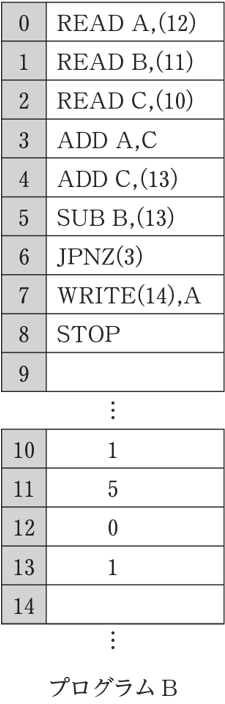 0 READ A,(12)
1 READ B,(11)
2 READ C,(10)
3 ADD A,C
4 ADD C,(13)
5 SUB B,(13)
6 JPNZ(3)
7 WRITE(14),A
8 STOP
9
⋮
10 1
11 5
12 0
13 1
14
⋮
プログラム B